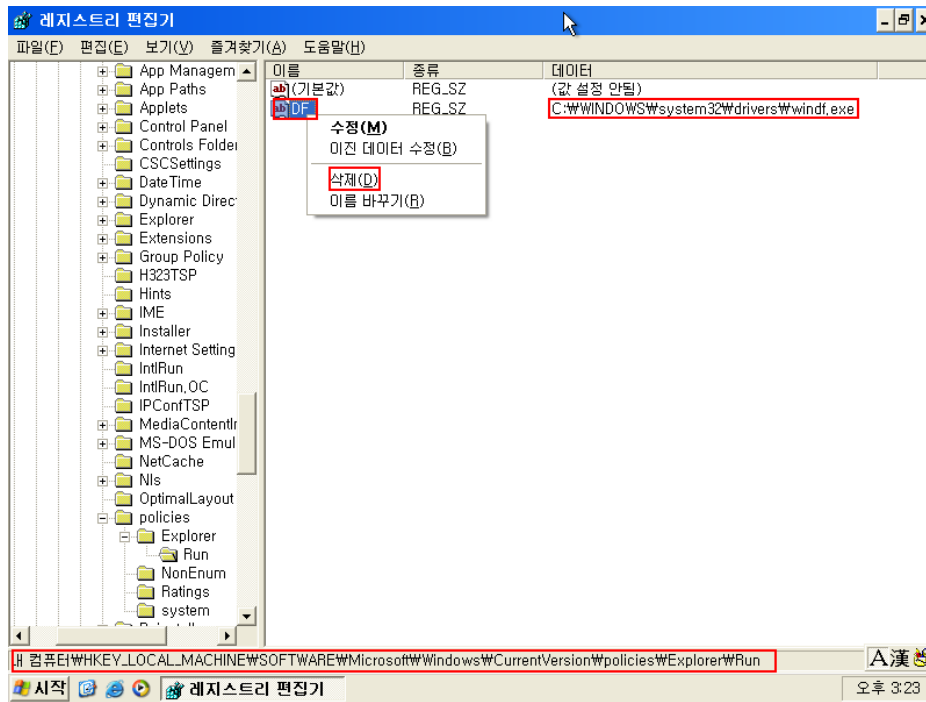 레지스트리 편집기
파일(F) 편집(E) 보기(V) 즐겨찾기(A) 도움말(H)
App Managem
App Paths
Applets
Control Panel
Controls Folder
CSCSettings
DateTime
Dynamic Direc
Explorer
Extensions
Group Policy
H323TSP
Hints
IME
Installer
Internet Setting
IntlRun
IntlRun,OC
IPConfTSP
MediaContentIn
MS-DOS Emul
NetCache
Nls
OptimalLayout
policies
Explorer
Run
NonEnum
Ratings
system
이름 종류 데이터
(기본값) REG_SZ (값 설정 안됨)
DF REG_SZ C:₩WINDOWS₩system32₩drivers₩windf,exe
수정(M)
이진 데이터 수정(B)
삭제(D)
이름 바꾸기(R)
내 컴퓨터₩HKEY_LOCAL_MACHINE₩SOFTWARE₩Microsoft₩Windows₩CurrentVersion₩policies₩Explorer₩Run
A漢
시작 레지스트리 편집기 오후 3:23